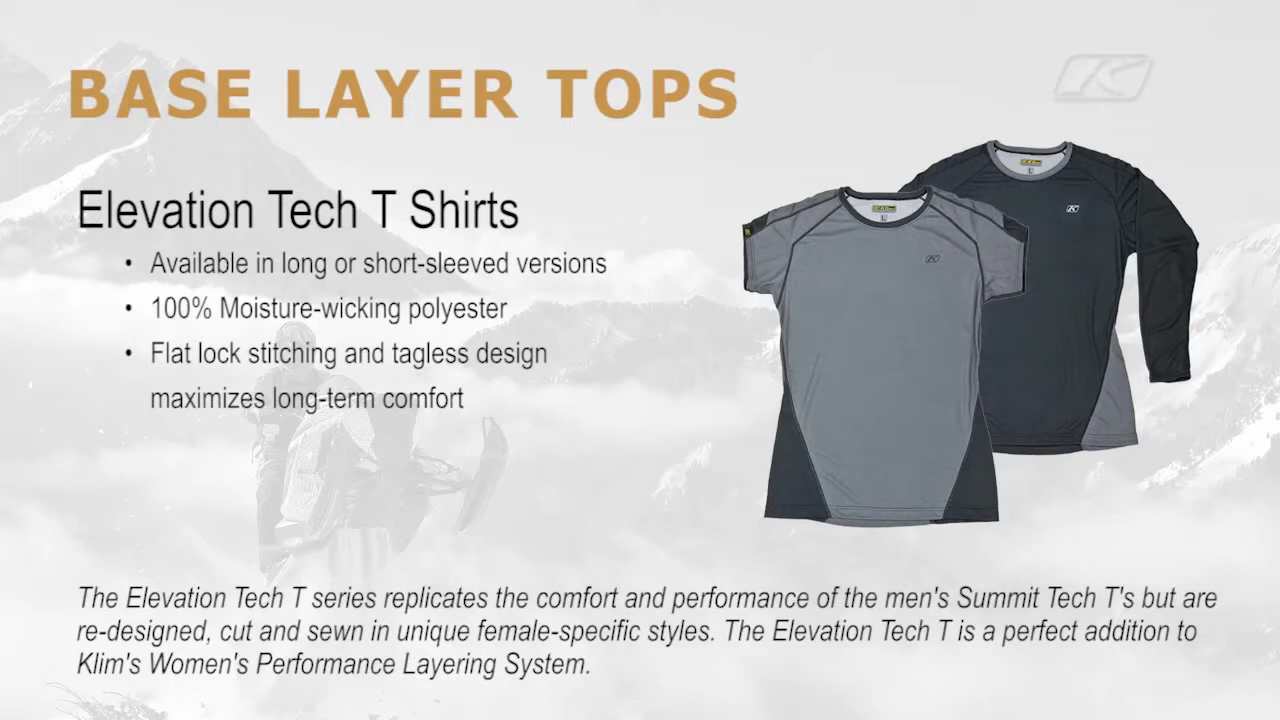 BASE LAYER TOPS
Elevation Tech T Shirts
• Available in long or short-sleeved versions
• 100% Moisture-wicking polyester
• Flat lock stitching and tagless design
maximizes long-term comfort
The Elevation Tech T series replicates the comfort and performance of the men's Summit Tech T's but are
re-designed, cut and sewn in unique female-specific styles. The Elevation Tech T is a perfect addition to
Klim's Women's Performance Layering System.